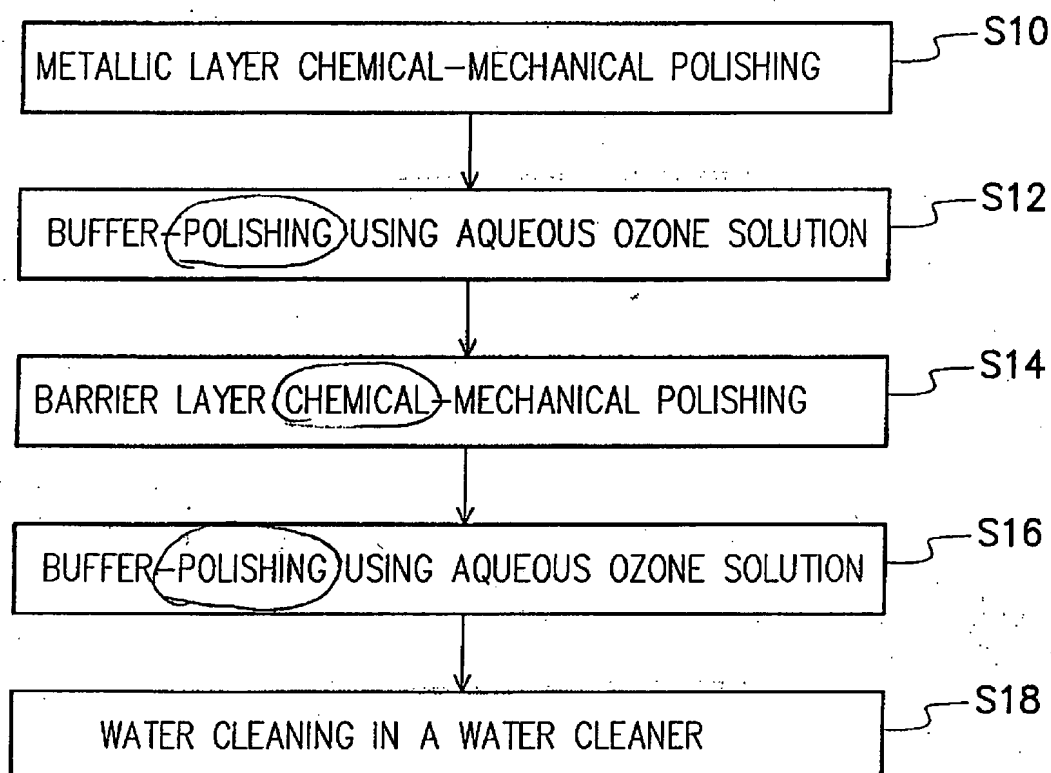 S10
METALLIC LAYER CHEMICAL-MECHANICAL POLISHING
S12
BUFFER-POLISHING USING AQUEOUS OZONE SOLUTION
S14
BARRIER LAYER CHEMICAL-MECHANICAL POLISHING
S16
BUFFER-POLISHING USING AQUEOUS OZONE SOLUTION
S18
WATER CLEANING IN A WATER CLEANER